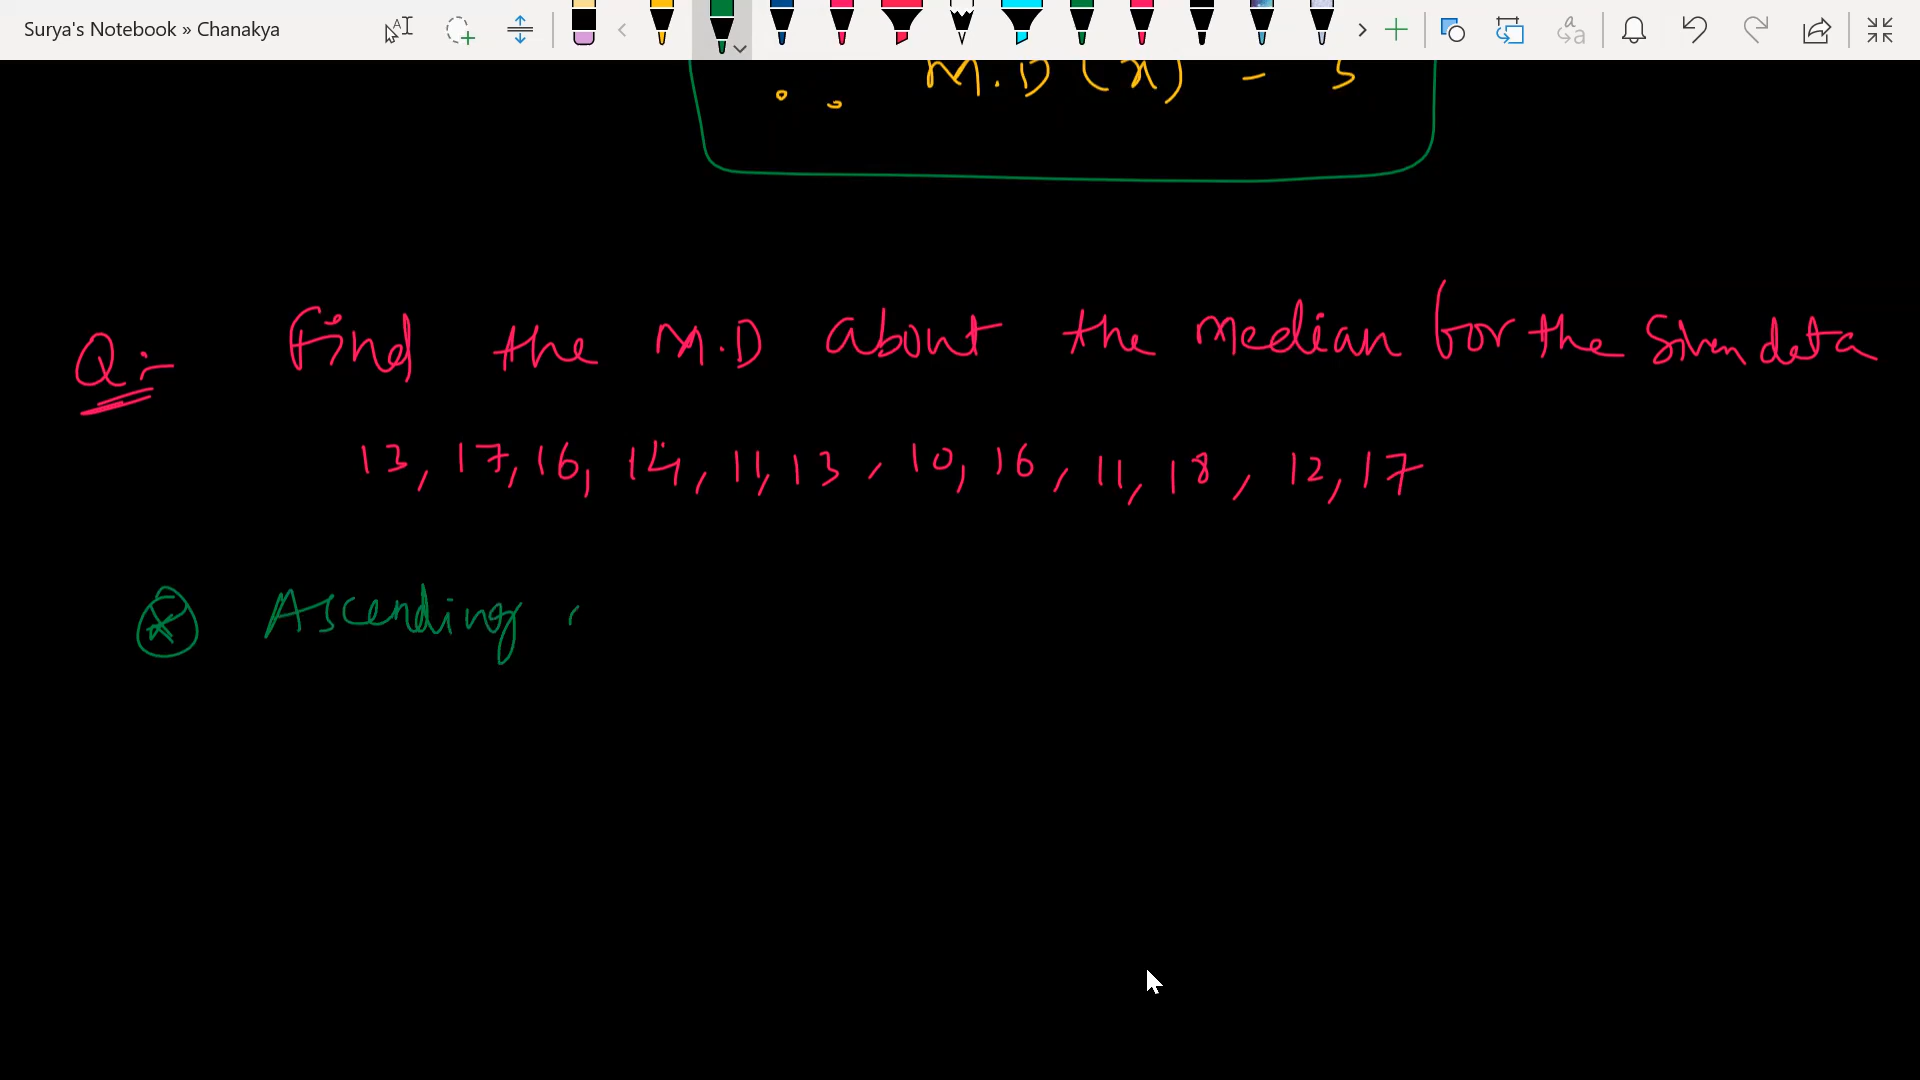 Surya's Notebook » Chanakya
∴ M.D (x) = 3
Q:- Find the M.D about the median for the given data
13, 17, 16, 14, 11, 13, 10, 16, 11, 18, 12, 17
Ascending